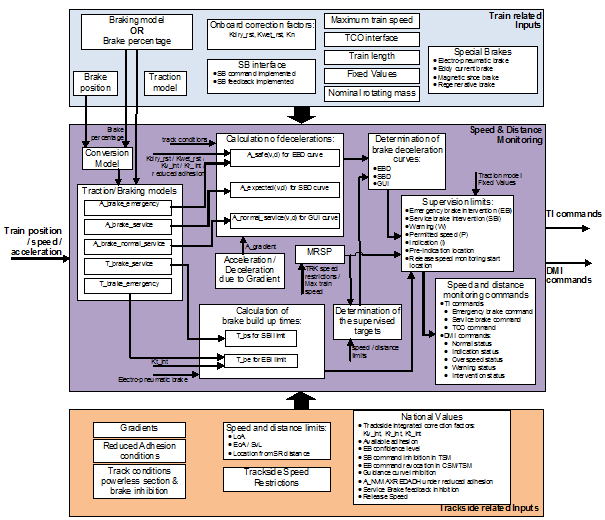 Train related
Inputs
Braking model
OR
Brake percentage
Brake
position
Traction
model
Onboard correction factors:
Kdry_rst, Kwet_rst, Kn
SB interface
SB command implemented
SB feedback implemented
Maximum train speed
TCO interface
Train length
Fixed Values
Nominal rotating mass
Special Brakes
Electro-pneumatic brake
Eddy current brake
Magnetic shoe brake
Regenerative brake
Speed & Distance
Monitoring
Brake
percentage
Conversion
Model
track conditions
Kdry_rst / Kwet_rst /
Kv_int / Kr_int
reduced adhesion
Calculation of decelerations:
A_safe(v,d) for EBD curve
A_expected(v,d) for SBD curve
A_normal_service(v,d) for GUI curve
Determination of
brake deceleration
curves:
EBD
SBD
GUI
Traction model
Fixed Values
Traction/Braking models
A_brake_emergency
A_brake_service
A_brake_normal_service
T_brake_service
T_brake_emergency
Train position
/ speed /
acceleration
A_gradient
Acceleration /
Deceleration
due to Gradient
MRSP
TRK speed
restrictions /
Max train
speed
Supervision limits:
Emergency brake intervention (EBI)
Service brake intervention (SBI)
Warning (W)
Permitted speed (P)
Indication (I)
Pre-indication location
Release speed monitoring start
location
TI commands
DMI
commands
Calculation of
brake build up times:
T_bs for SBI limit
T_be for EBI limit
Kt_int
Electro-pneumatic brake
Determination of
the supervised
targets
speed / distance
limits
Speed and distance
monitoring commands
TI commands
Emergency brake command
Service brake command
TCO command
DMI commands:
Normal status
Indication status
Overspeed status
Warning status
Intervention status
Gradients
Reduced Adhesion
conditions
Track conditions
powerless section &
brake inhibition
Speed and distance limits:
LoA
EoA / SvL
Location from SR distance
Trackside Speed
Restrictions
National Values
Trackside integrated correction factors:
Kv_int, Kr_int, Kt_int
Available adhesion
EB confidence level
SB command inhibition in TSM
EB command revocation in CSM/TSM
Guidance curve inhibition
A_NVMAXREDADH under reduced adhesion
Service Brake feedback inhibition
Release Speed
Trackside related Inputs